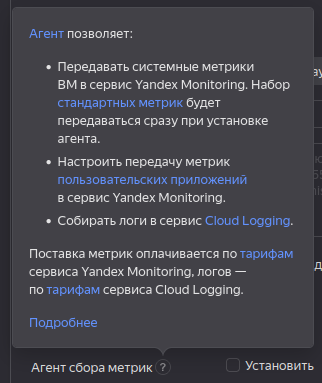 Агент позволяет:
• Передавать системные метрики
ВМ в сервис Yandex Monitoring. Набор
стандартных метрик будет
передаваться сразу при установке
агента.
• Настроить передачу метрик
пользовательских приложений
в сервис Yandex Monitoring.
• Собирать логи в сервис Cloud Logging.
Поставка метрик оплачивается по тарифам
сервиса Yandex Monitoring, логов —
по тарифам сервиса Cloud Logging.
Подробнее
Агент сбора метрик ? Установить